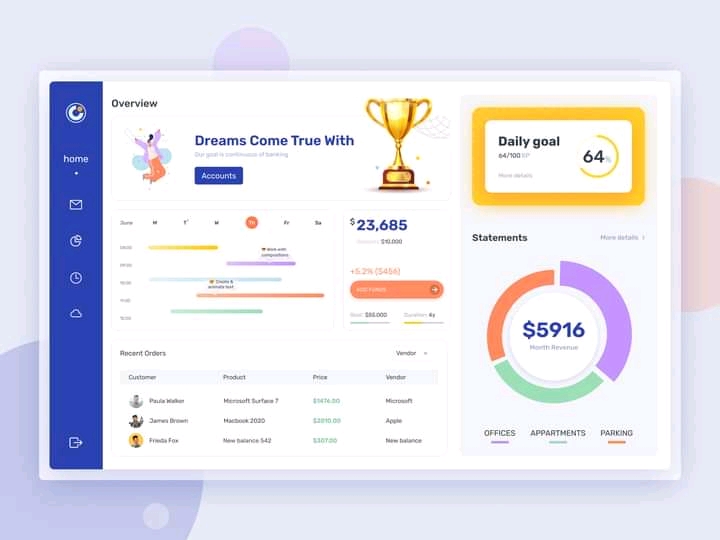 Overview
home
Dreams Come True With
Our goal is continuance of banking
Accounts
Daily goal
64/100 XP
More details
64%
June M T W Th Fr Sa
08:00
09:00
10:00
11:00
12:00
Work with
compositions
Create &
animate text
$23,685
$10,000
+5.2% ($456)
ADD FUNDS
Goal: $55,000
Duration: 4y
Statements
More details
$5916
Month Revenue
OFFICES
APPARTMENTS
PARKING
Recent Orders
Vendor
Customer Product Price Vendor
Paula Walker Microsoft Surface 7 $1476.00 Microsoft
James Brown Macbook 2020 $2810.00 Apple
Frieda Fox New balance 542 $307.00 New balance